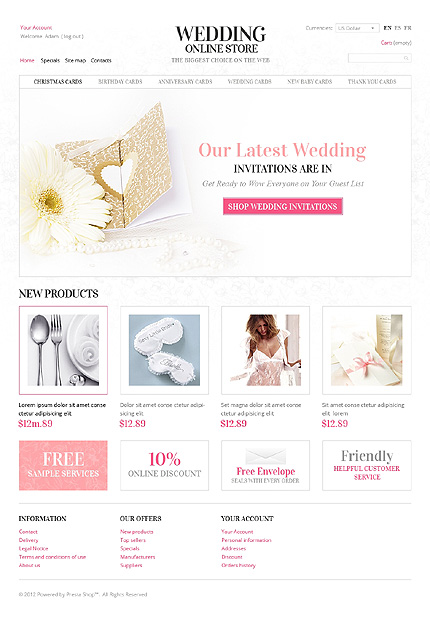 Your Account
Welcome Adam ( log out )
WEDDING
ONLINE STORE
THE BIGGEST CHOICE ON THE WEB
Currencies: US Dollar
EN ES FR
Cart: (empty)
Home Specials Site map Contacts
CHRISTMAS CARDS BIRTHDAY CARDS ANNIVERSARY CARDS WEDDING CARDS NEW BABY CARDS THANK YOU CARDS
Our Latest Wedding
INVITATIONS ARE IN
Get Ready to Wow Everyone on Your Guest List
SHOP WEDDING INVITATIONS
NEW PRODUCTS
Lorem ipsum dolor sit amet conse
ctetur adipisicing elit
$12m.89
Dolor sit amet conse ctetur adipi-
sicing elit
$12.89
Set magna dolor sit amet conse
ctetur adipisicing elit
$12.89
Sit amet conse ctetur adipisicing
elit lorem
$12.89
FREE
SAMPLE SERVICES
10%
ONLINE DISCOUNT
Free Envelope
SEALS WITH EVERY ORDER
Friendly
HELPFUL CUSTOMER
SERVICE
INFORMATION
Contact
Delivery
Legal Notice
Terms and conditions of use
About us
OUR OFFERS
New products
Top sellers
Specials
Manufacturers
Suppliers
YOUR ACCOUNT
Your Account
Personal information
Addresses
Discount
Orders history
© 2012 Powered by Presta Shop™. All Rights Reserved